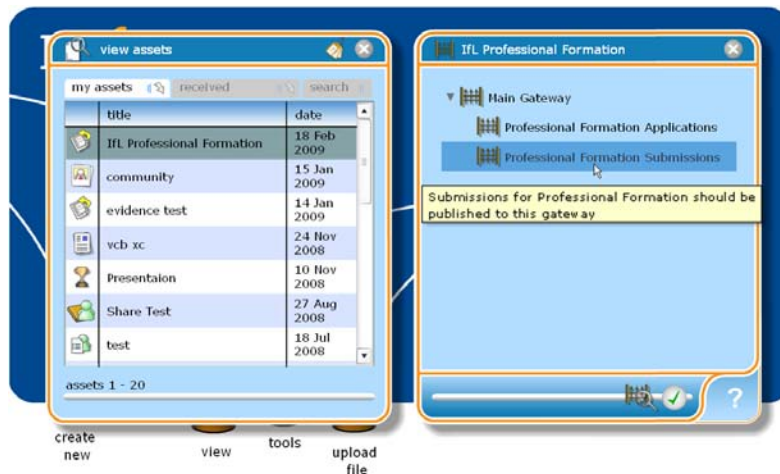 view assets
my assets
received
search
title
date
IfL Professional Formation
18 Feb
2009
community
15 Jan
2009
evidence test
14 Jan
2009
vcb xc
24 Nov
2008
Presentaion
10 Nov
2008
Share Test
27 Aug
2008
test
18 Jul
2008
assets 1 - 20
IfL Professional Formation
Main Gateway
Professional Formation Applications
Professional Formation Submissions
Submissions for Professional Formation should be
published to this gateway
?
create
new
view
tools
upload
file